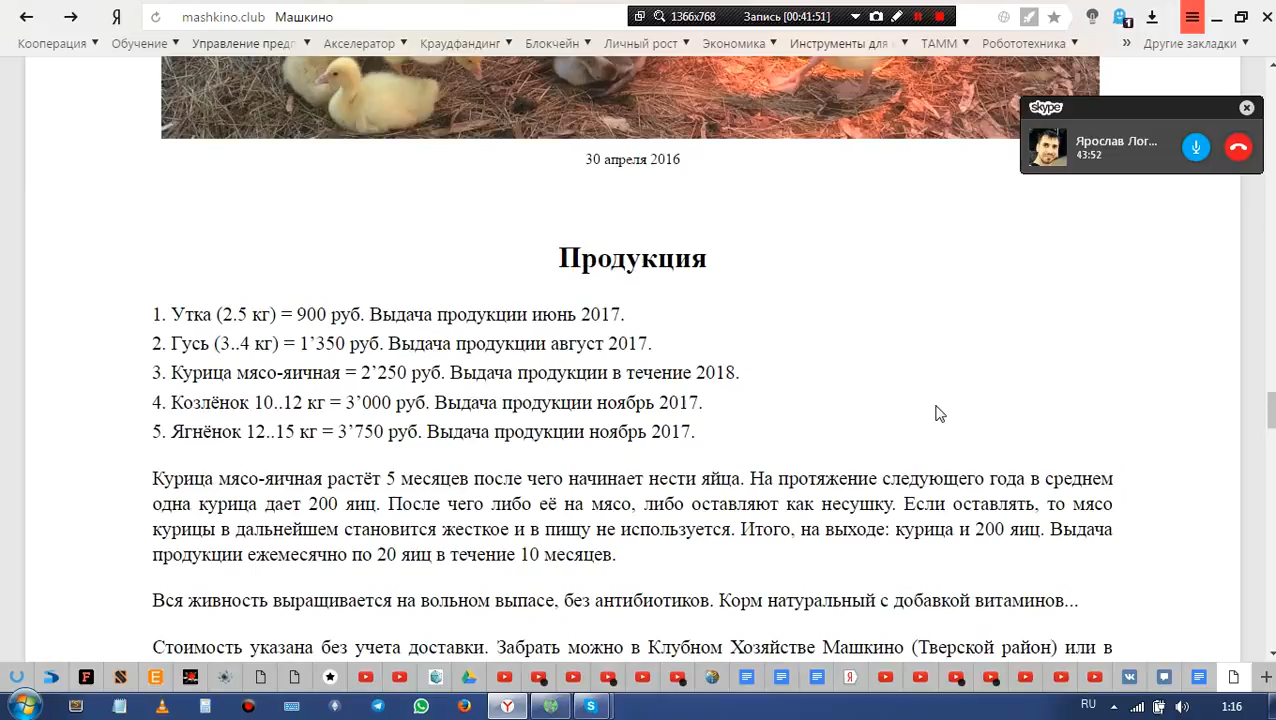 mashkino.club Машкино
1366x768 Запись [00:41:51]
Кооперация Обучение Управление пред Акселератор Краудфандинг Блокчейн Личный рост Экономика Инструменты для TAMM Робототехника » Другие закладки
skype
Ярослав Лог...
43:52
30 апреля 2016
Продукция
1. Утка (2.5 кг) = 900 руб. Выдача продукции июнь 2017.
2. Гусь (3..4 кг) = 1’350 руб. Выдача продукции август 2017.
3. Курица мясо-яичная = 2’250 руб. Выдача продукции в течение 2018.
4. Козлёнок 10..12 кг = 3’000 руб. Выдача продукции ноябрь 2017.
5. Ягнёнок 12..15 кг = 3’750 руб. Выдача продукции ноябрь 2017.
Курица мясо-яичная растёт 5 месяцев после чего начинает нести яйца. На протяжение следующего года в среднем
одна курица дает 200 яиц. После чего либо её на мясо, либо оставляют как несушку. Если оставлять, то мясо
курицы в дальнейшем становится жесткое и в пищу не используется. Итого, на выходе: курица и 200 яиц. Выдача
продукции ежемесячно по 20 яиц в течение 10 месяцев.
Вся живность выращивается на вольном выпасе, без антибиотиков. Корм натуральный с добавкой витаминов...
Стоимость указана без учета доставки. Забрать можно в Клубном Хозяйстве Машкино (Тверской район) или в
RU 1:16